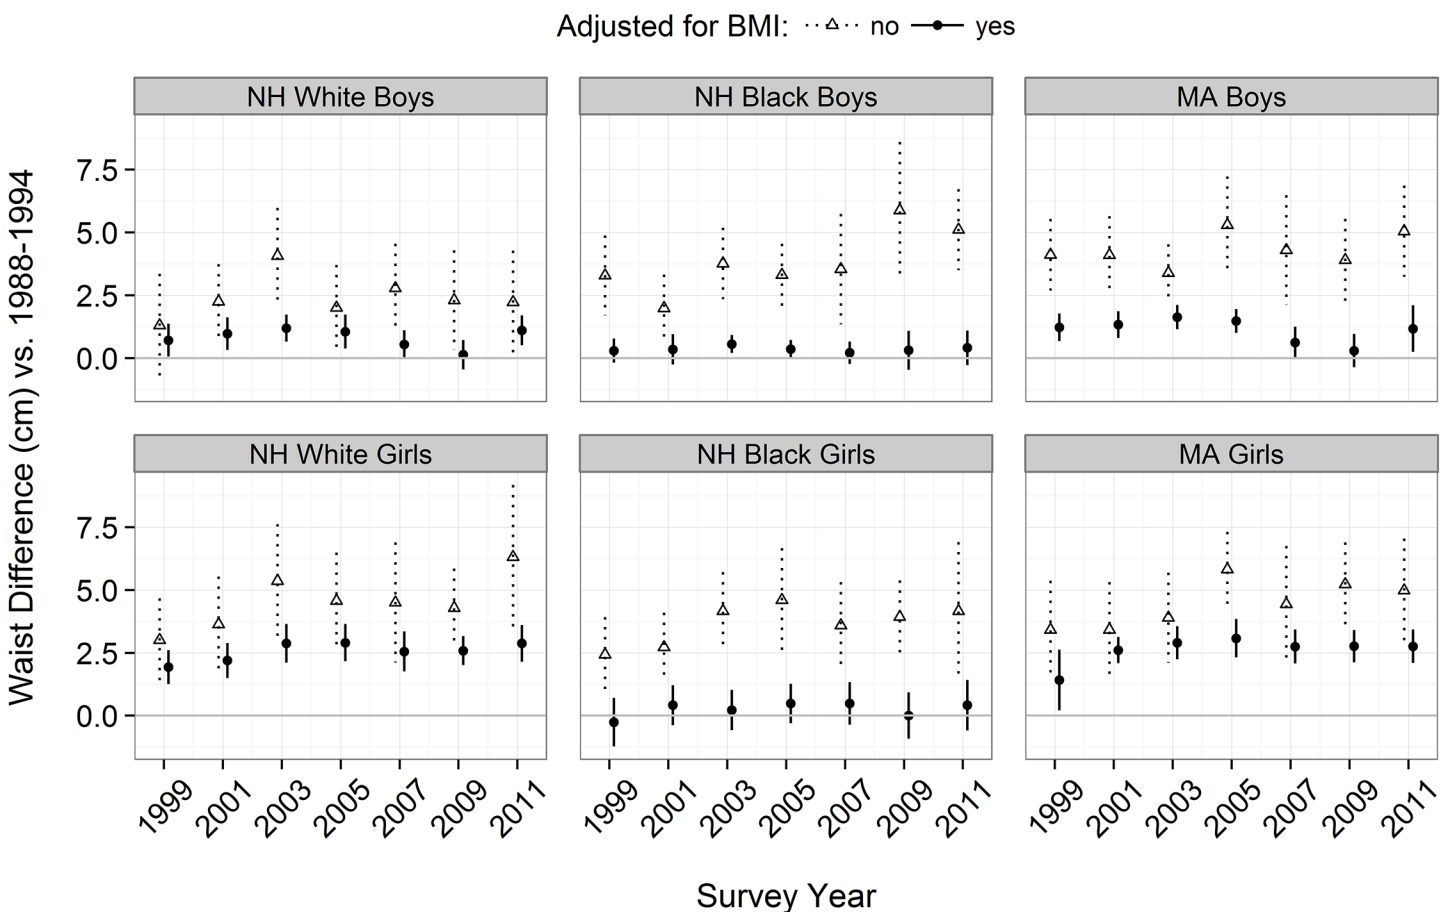 Adjusted for BMI: no yes
NH White Boys NH Black Boys MA Boys
7.5
5.0
2.5
0.0
Waist Difference (cm) vs. 1988-1994
NH White Girls NH Black Girls MA Girls
7.5
5.0
2.5
0.0
1999 2001 2003 2005 2007 2009 2011 1999 2001 2003 2005 2007 2009 2011 1999 2001 2003 2005 2007 2009 2011
Survey Year